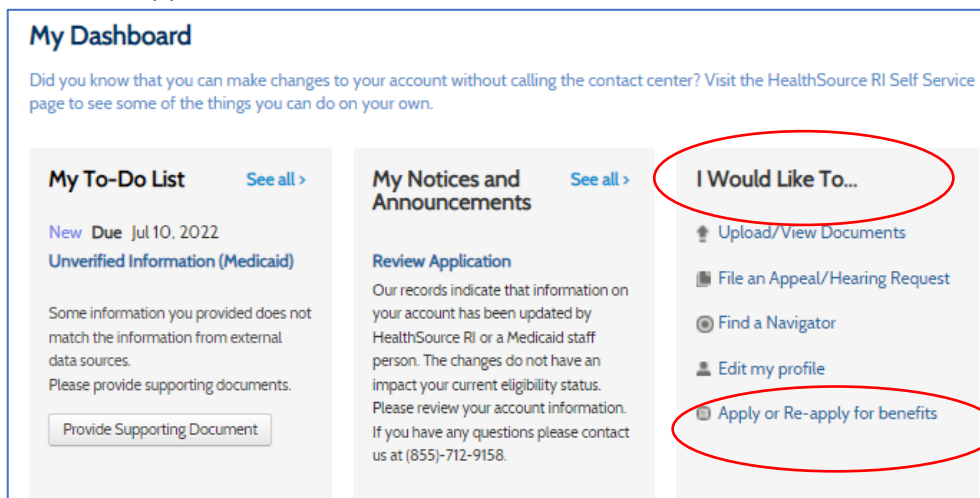 My Dashboard
Did you know that you can make changes to your account without calling the contact center? Visit the HealthSource RI Self Service
page to see some of the things you can do on your own.
My To-Do List See all >
New Due Jul 10, 2022
Unverified Information (Medicaid)
Some information you provided does not
match the information from external
data sources.
Please provide supporting documents.
Provide Supporting Document
My Notices and See all >
Announcements
Review Application
Our records indicate that information on
your account has been updated by
HealthSource RI or a Medicaid staff
person. The changes do not have an
impact your current eligibility status.
Please review your account information.
If you have any questions please contact
us at (855)-712-9158.
I Would Like To...
Upload/View Documents
File an Appeal/Hearing Request
Find a Navigator
Edit my profile
Apply or Re-apply for benefits